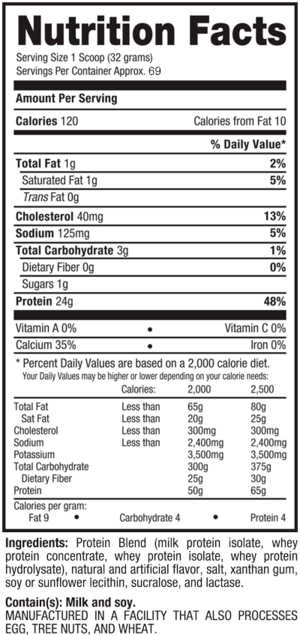 Nutrition Facts
Serving Size 1 Scoop (32 grams)
Servings Per Container Approx. 69
Amount Per Serving
Calories 120 Calories from Fat 10
% Daily Value*
Total Fat 1g 2%
Saturated Fat 1g 5%
Trans Fat 0g
Cholesterol 40mg 13%
Sodium 125mg 5%
Total Carbohydrate 3g 1%
Dietary Fiber 0g 0%
Sugars 1g
Protein 24g 48%
Vitamin A 0% • Vitamin C 0%
Calcium 35% • Iron 0%
* Percent Daily Values are based on a 2,000 calorie diet.
Your Daily Values may be higher or lower depending on your calorie needs:
Calories: 2,000 2,500
Total Fat Less than 65g 80g
Sat Fat Less than 20g 25g
Cholesterol Less than 300mg 300mg
Sodium Less than 2,400mg 2,400mg
Potassium 3,500mg 3,500mg
Total Carbohydrate 300g 375g
Dietary Fiber 25g 30g
Protein 50g 65g
Calories per gram:
Fat 9 • Carbohydrate 4 • Protein 4
Ingredients: Protein Blend (milk protein isolate, whey
protein concentrate, whey protein isolate, whey protein
hydrolysate), natural and artificial flavor, salt, xanthan gum,
soy or sunflower lecithin, sucralose, and lactase.
Contain(s): Milk and soy.
MANUFACTURED IN A FACILITY THAT ALSO PROCESSES
EGG, TREE NUTS, AND WHEAT.